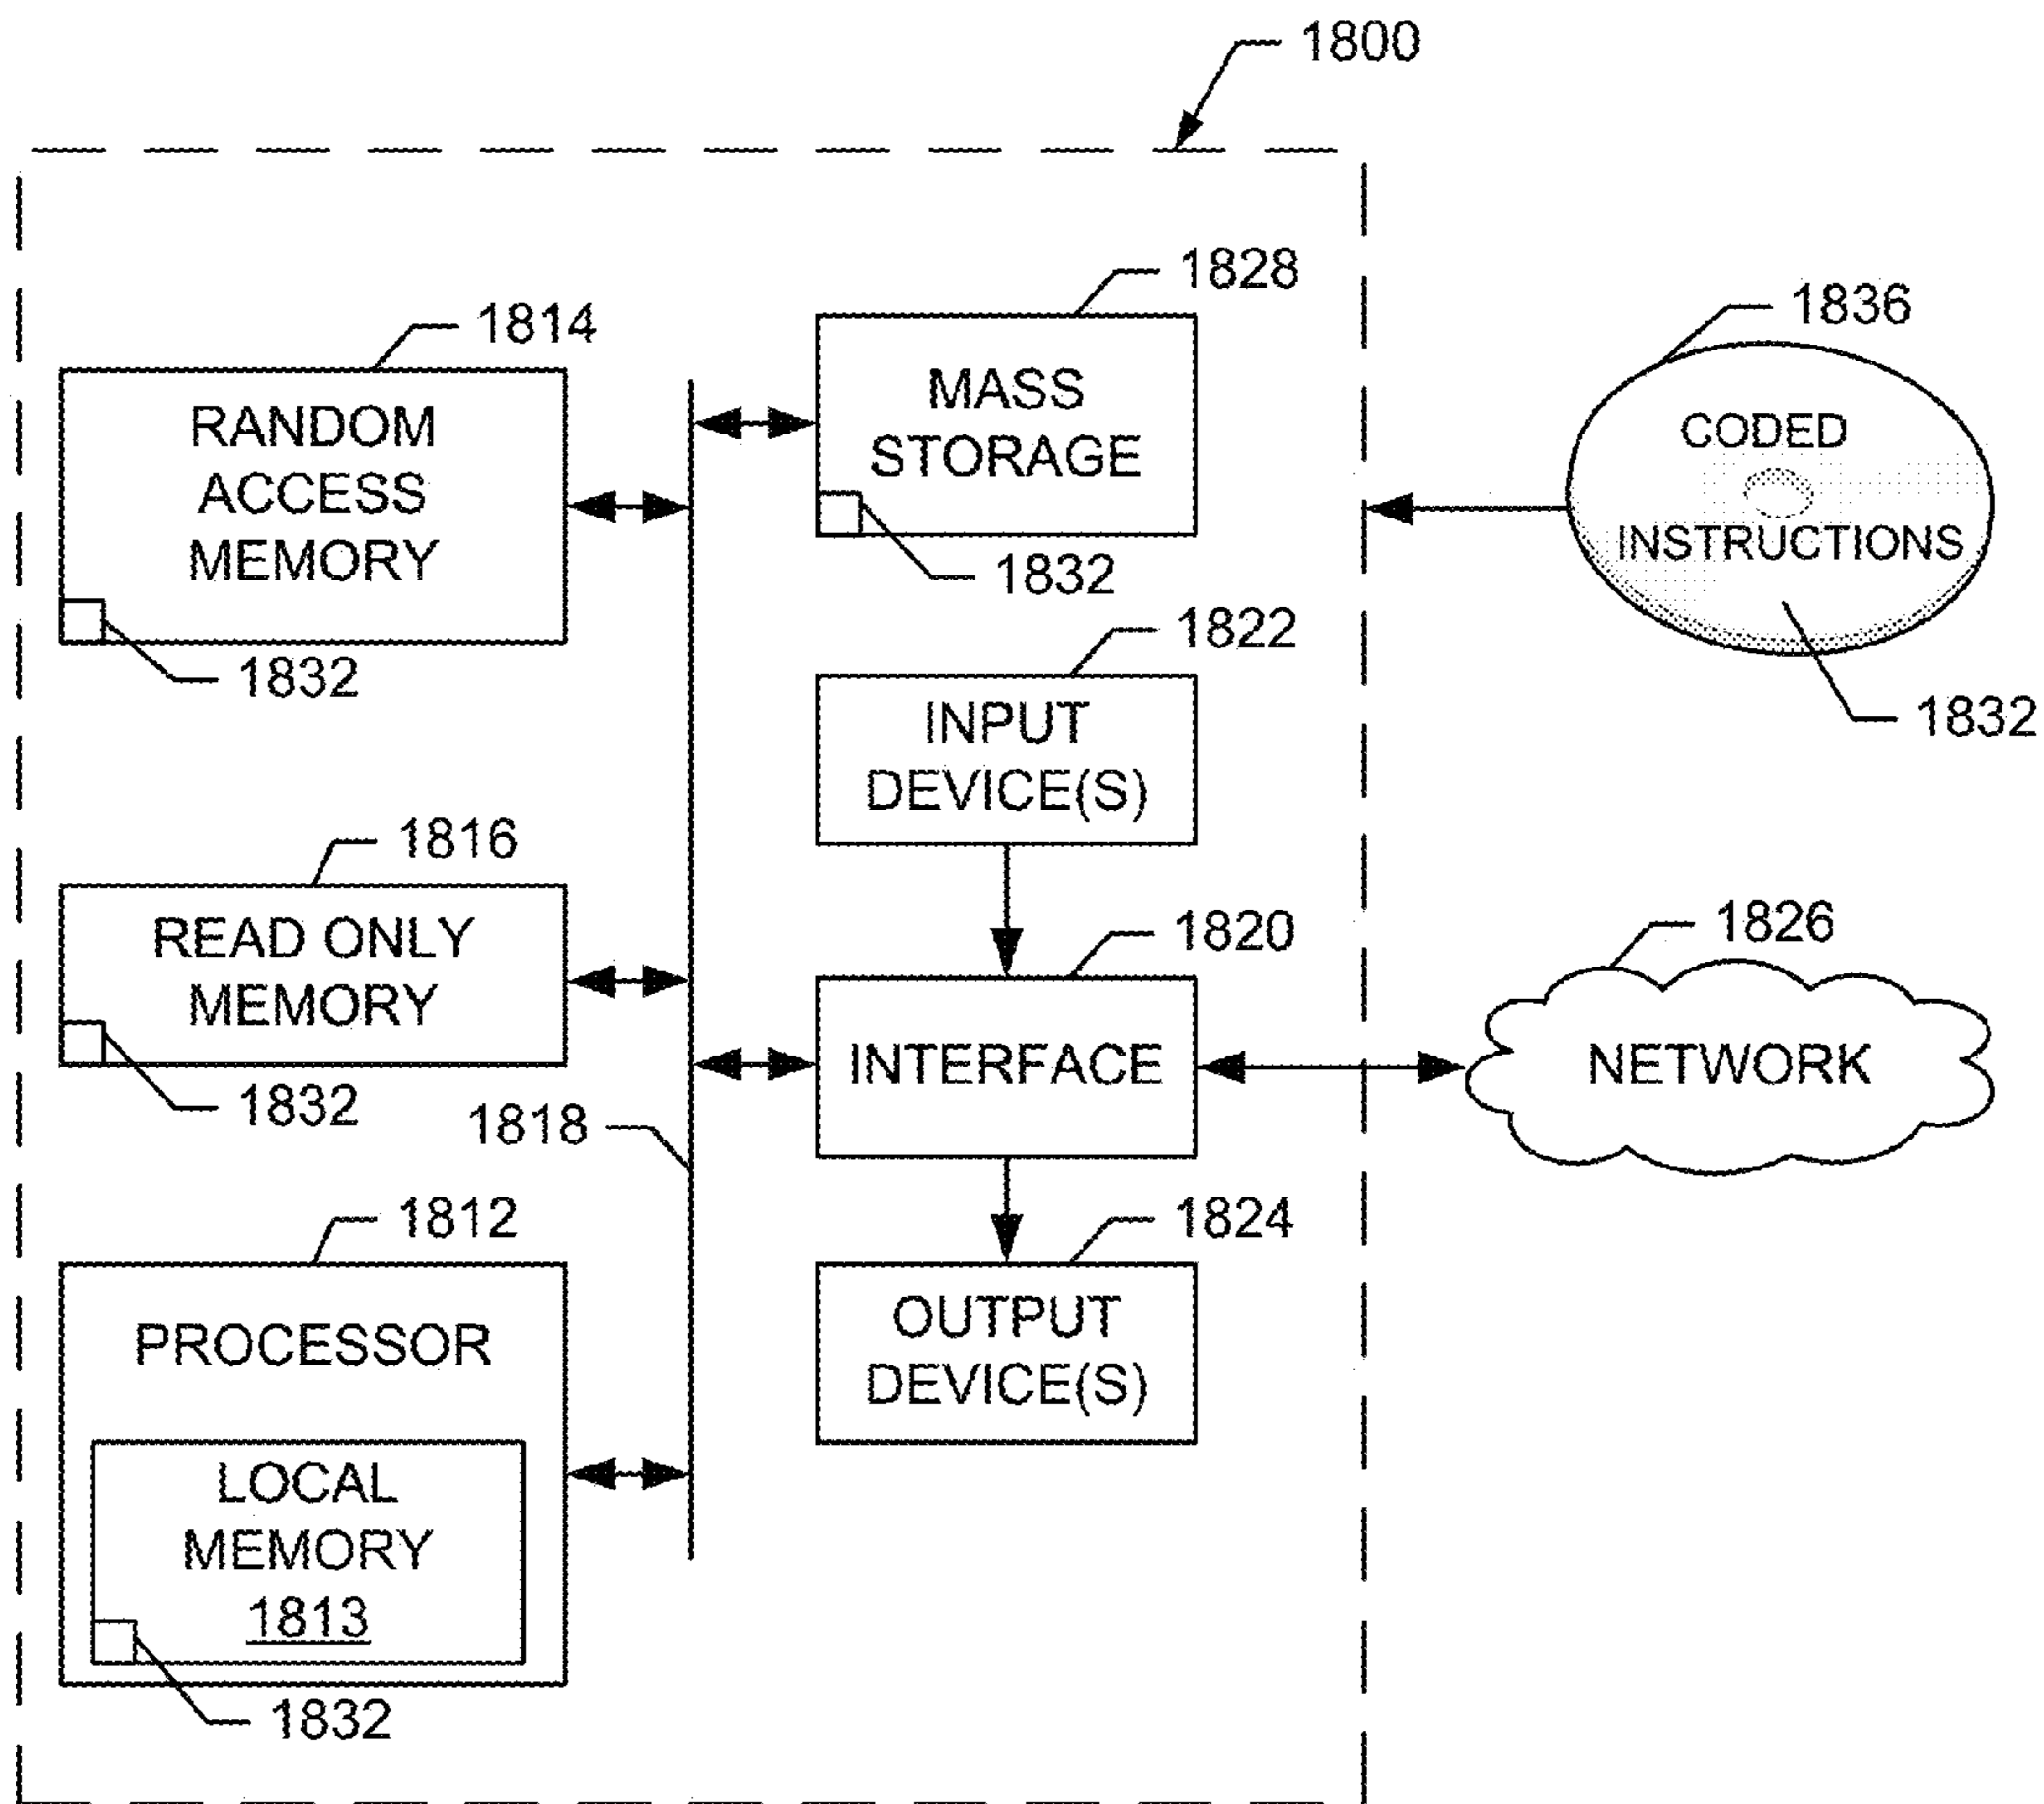 1800
1828
1814
1836
RANDOM
ACCESS
MEMORY
MASS
STORAGE
CODED
INSTRUCTIONS
1832
1832
1832
1822
INPUT
DEVICE(S)
1816
READ ONLY
MEMORY
1832
1820
1826
INTERFACE
NETWORK
1818
1812
1824
PROCESSOR
OUTPUT
DEVICE(S)
LOCAL
MEMORY
1813
1832